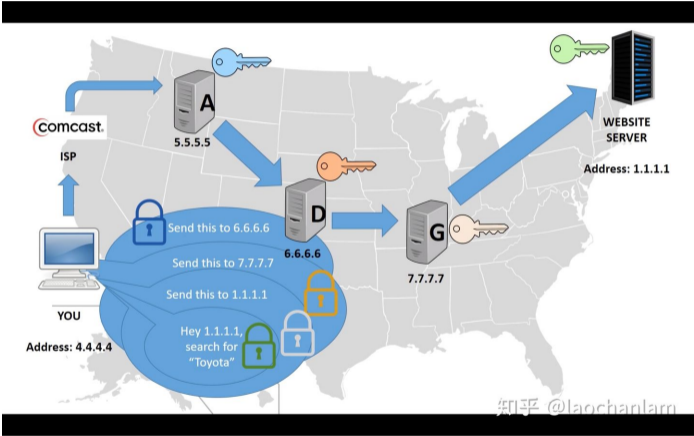 A
5.5.5.5
comcast.
ISP
WEBSITE
SERVER
Address: 1.1.1.1
D
6.6.6.6
G
7.7.7.7
Send this to 6.6.6.6
Send this to 7.7.7.7
Send this to 1.1.1.1
Hey 1.1.1.1,
search for
“Toyota”
YOU
Address: 4.4.4.4
知乎 @laochanlam